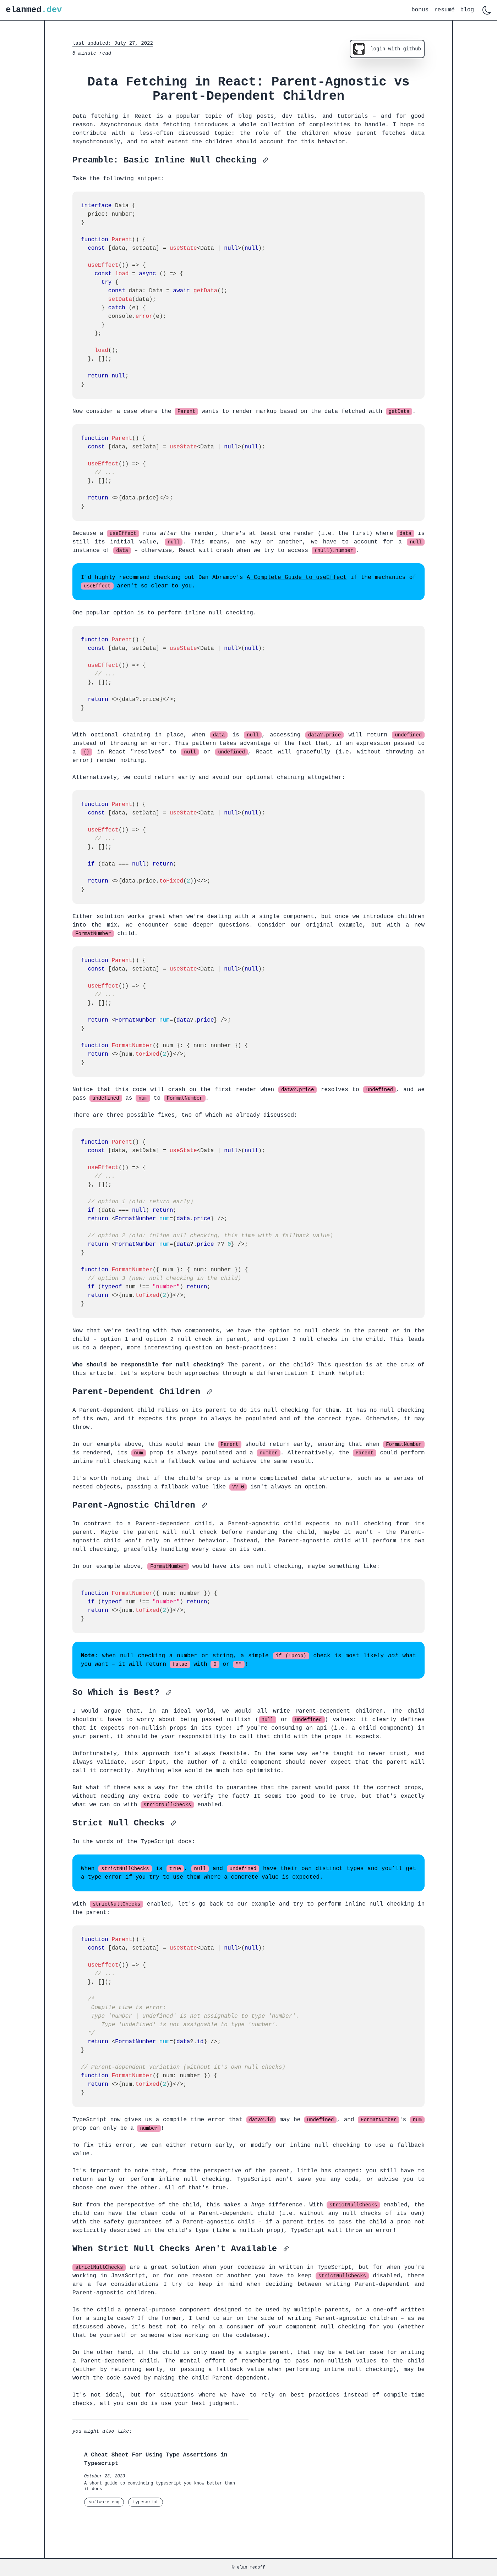 elanmed.dev
bonus resumé blog
last updated: July 27, 2022
8 minute read
login with github
Data Fetching in React: Parent-Agnostic vs
Parent-Dependent Children
Data fetching in React is a popular topic of blog posts, dev talks, and tutorials – and for good
reason. Asynchronous data fetching introduces a whole collection of complexities to handle. I hope to
contribute with a less-often discussed topic: the role of the children whose parent fetches data
asynchronously, and to what extent the children should account for this behavior.
Preamble: Basic Inline Null Checking
Take the following snippet:
interface Data {
price: number;
}
function Parent() {
const [data, setData] = useState<Data | null>(null);
useEffect(() => {
const load = async () => {
try {
const data: Data = await getData();
setData(data);
} catch (e) {
console.error(e);
}
};
load();
}, []);
return null;
}
Now consider a case where the Parent wants to render markup based on the data fetched with getData.
function Parent() {
const [data, setData] = useState<Data | null>(null);
useEffect(() => {
// ...
}, []);
return <>{data.price}</>;
}
Because a useEffect runs after the render, there's at least one render (i.e. the first) where data is
still its initial value, null. This means, one way or another, we have to account for a null
instance of data – otherwise, React will crash when we try to access (null).number.
I'd highly recommend checking out Dan Abramov's A Complete Guide to useEffect if the mechanics of
useEffect aren't so clear to you.
One popular option is to perform inline null checking.
function Parent() {
const [data, setData] = useState<Data | null>(null);
useEffect(() => {
// ...
}, []);
return <>{data?.price}</>;
}
With optional chaining in place, when data is null, accessing data?.price will return undefined
instead of throwing an error. This pattern takes advantage of the fact that, if an expression passed to
a {} in React "resolves" to null or undefined, React will gracefully (i.e. without throwing an
error) render nothing.
Alternatively, we could return early and avoid our optional chaining altogether:
function Parent() {
const [data, setData] = useState<Data | null>(null);
useEffect(() => {
// ...
}, []);
if (data === null) return;
return <>{data.price.toFixed(2)}</>;
}
Either solution works great when we're dealing with a single component, but once we introduce children
into the mix, we encounter some deeper questions. Consider our original example, but with a new
FormatNumber child.
function Parent() {
const [data, setData] = useState<Data | null>(null);
useEffect(() => {
// ...
}, []);
return <FormatNumber num={data?.price} />;
}
function FormatNumber({ num }: { num: number }) {
return <>{num.toFixed(2)}</>;
}
Notice that this code will crash on the first render when data?.price resolves to undefined, and we
pass undefined as num to FormatNumber.
There are three possible fixes, two of which we already discussed:
function Parent() {
const [data, setData] = useState<Data | null>(null);
useEffect(() => {
// ...
}, []);
// option 1 (old: return early)
if (data === null) return;
return <FormatNumber num={data.price} />;
// option 2 (old: inline null checking, this time with a fallback value)
return <FormatNumber num={data?.price ?? 0} />;
}
function FormatNumber({ num }: { num: number }) {
// option 3 (new: null checking in the child)
if (typeof num !== "number") return;
return <>{num.toFixed(2)}</>;
}
Now that we're dealing with two components, we have the option to null check in the parent or in the
child – option 1 and option 2 null check in parent, and option 3 null checks in the child. This leads
us to a deeper, more interesting question on best-practices:
Who should be responsible for null checking? The parent, or the child? This question is at the crux of
this article. Let's explore both approaches through a differentiation I think helpful:
Parent-Dependent Children
A Parent-dependent child relies on its parent to do its null checking for them. It has no null checking
of its own, and it expects its props to always be populated and of the correct type. Otherwise, it may
throw.
In our example above, this would mean the Parent should return early, ensuring that when FormatNumber
is rendered, its num prop is always populated and a number. Alternatively, the Parent could perform
inline null checking with a fallback value and achieve the same result.
It's worth noting that if the child's prop is a more complicated data structure, such as a series of
nested objects, passing a fallback value like ?? 0 isn't always an option.
Parent-Agnostic Children
In contrast to a Parent-dependent child, a Parent-agnostic child expects no null checking from its
parent. Maybe the parent will null check before rendering the child, maybe it won't - the Parent-
agnostic child won't rely on either behavior. Instead, the Parent-agnostic child will perform its own
null checking, gracefully handling every case on its own.
In our example above, FormatNumber would have its own null checking, maybe something like:
function FormatNumber({ num: number }) {
if (typeof num !== "number") return;
return <>{num.toFixed(2)}</>;
}
Note: when null checking a number or string, a simple if (!prop) check is most likely not what
you want – it will return false with 0 or ""!
So Which is Best?
I would argue that, in an ideal world, we would all write Parent-dependent children. The child
shouldn't have to worry about being passed nullish (null or undefined) values: it clearly defines
that it expects non-nullish props in its type! If you're consuming an api (i.e. a child component) in
your parent, it should be your responsibility to call that child with the props it expects.
Unfortunately, this approach isn't always feasible. In the same way we're taught to never trust, and
always validate, user input, the author of a child component should never expect that the parent will
call it correctly. Anything else would be much too optimistic.
But what if there was a way for the child to guarantee that the parent would pass it the correct props,
without needing any extra code to verify the fact? It seems too good to be true, but that's exactly
what we can do with strictNullChecks enabled.
Strict Null Checks
In the words of the TypeScript docs:
When strictNullChecks is true, null and undefined have their own distinct types and you'll get
a type error if you try to use them where a concrete value is expected.
With strictNullChecks enabled, let's go back to our example and try to perform inline null checking in
the parent:
function Parent() {
const [data, setData] = useState<Data | null>(null);
useEffect(() => {
// ...
}, []);
/*
Compile time ts error:
Type 'number | undefined' is not assignable to type 'number'.
Type 'undefined' is not assignable to type 'number'.
*/
return <FormatNumber num={data?.id} />;
}
// Parent-dependent variation (without it's own null checks)
function FormatNumber({ num: number }) {
return <>{num.toFixed(2)}</>;
}
TypeScript now gives us a compile time error that data?.id may be undefined, and FormatNumber's num
prop can only be a number!
To fix this error, we can either return early, or modify our inline null checking to use a fallback
value.
It's important to note that, from the perspective of the parent, little has changed: you still have to
return early or perform inline null checking. TypeScript won't save you any code, or advise you to
choose one over the other. All of that's true.
But from the perspective of the child, this makes a huge difference. With strictNullChecks enabled, the
child can have the clean code of a Parent-dependent child (i.e. without any null checks of its own)
with the safety guarantees of a Parent-agnostic child – if a parent tries to pass the child a prop not
explicitly described in the child's type (like a nullish prop), TypeScript will throw an error!
When Strict Null Checks Aren't Available
strictNullChecks are a great solution when your codebase in written in TypeScript, but for when you're
working in JavaScript, or for one reason or another you have to keep strictNullChecks disabled, there
are a few considerations I try to keep in mind when deciding between writing Parent-dependent and
Parent-agnostic children.
Is the child a general-purpose component designed to be used by multiple parents, or a one-off written
for a single case? If the former, I tend to air on the side of writing Parent-agnostic children – as we
discussed above, it's best not to rely on a consumer of your component null checking for you (whether
that be yourself or someone else working on the codebase).
On the other hand, if the child is only used by a single parent, that may be a better case for writing
a Parent-dependent child. The mental effort of remembering to pass non-nullish values to the child
(either by returning early, or passing a fallback value when performing inline null checking), may be
worth the code saved by making the child Parent-dependent.
It's not ideal, but for situations where we have to rely on best practices instead of compile-time
checks, all you can do is use your best judgment.
you might also like:
A Cheat Sheet For Using Type Assertions in
Typescript
October 23, 2023
A short guide to convincing typescript you know better than
it does
software eng typescript
© elan medoff